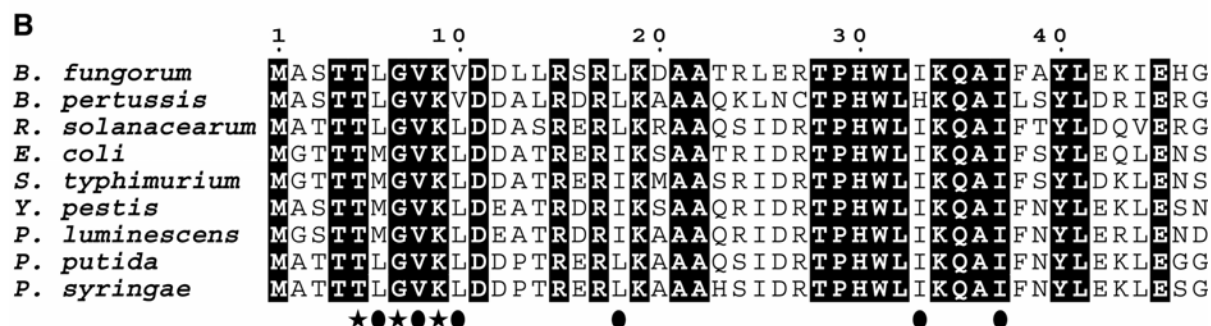 B
1 10 20 30 40
B. fungorum MASTTLGVKVDDLLRSRLKDAATRLERTPHWLIKQAIFAYLEKIEHG
B. pertussis MASTTLGVKVDDALRDRLKAAAQKLNCTPHWLHKQAILSYLDRIERG
R. solanacearum MATTTLGVKLDDASRERLKRAAQSIDRTPHWLIKQAIFTYLDQVERG
E. coli MGTTTMGVKLDDATRERIKSAATRIDRTPHWLIKQAIFSYLEQLENS
S. typhimurium MGTTTMGVKLDDATRERIKMAASRIDRTPHWLIKQAIFSYLDKLENS
Y. pestis MASTTMGVKLDEATRDRIKSAAQRIDRTPHWLIKQAIFNYLEKLESN
P. luminescens MGSTTMGVKLDEATRDRIKAAAQRIDRTPHWLIKQAIFNYLERLEND
P. putida MATTTLGVKLDDPTRERLKAAAQSIDRTPHWLIKQAIFNYLEKLEGG
P. syringae MATTTLGVKLDDPTRERLKAAAHSIDRTPHWLIKQAIFNYLEKLESG